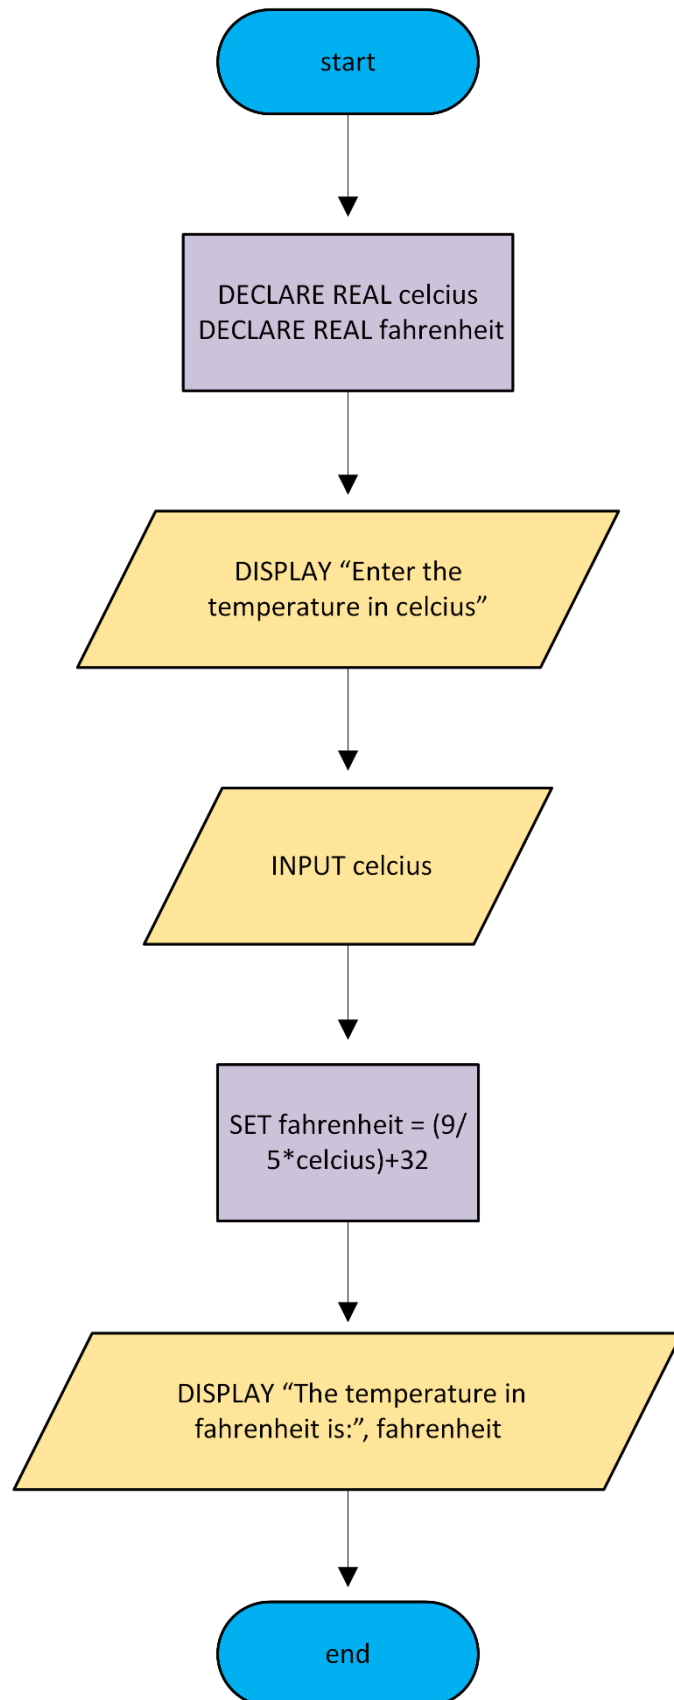 start
DECLARE REAL celcius
DECLARE REAL fahrenheit
DISPLAY “Enter the
temperature in celcius”
INPUT celcius
SET fahrenheit = (9/
5*celcius)+32
DISPLAY “The temperature in
fahrenheit is:”, fahrenheit
end